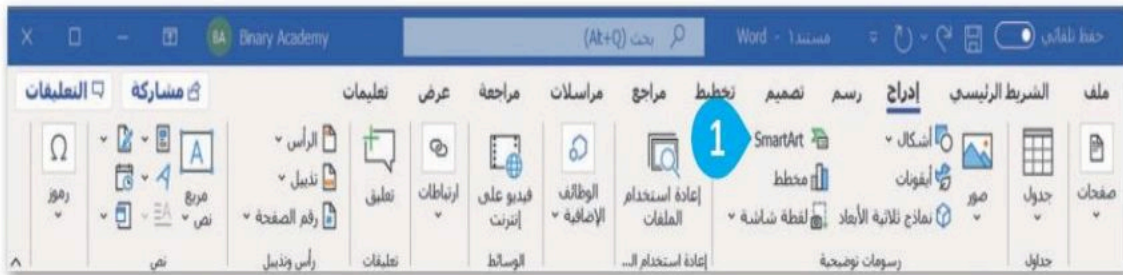 حفظ تلقائي مستند1 - Word بحث (Alt+Q) Binary Academy BA
ملف الشريط الرئيسي إدراج رسم تصميم تخطيط مراجع مراسلات مراجعة عرض تعليمات مشاركة التعليقات
صفحات
جدول
صور
أشكال
أيقونات
نماذج ثلاثية الأبعاد
SmartArt
مخطط
لقطة شاشة
1
إعادة استخدام
الملفات
الوظائف
الإضافية
فيديو على
إنترنت
ارتباطات
تعليق
الرأس
تذييل
رقم الصفحة
A
مربع
نص
Ω
رموز
جداول رسومات توضيحية إعادة استخدام ال... الوسائط تعليقات رأس وتذييل نص